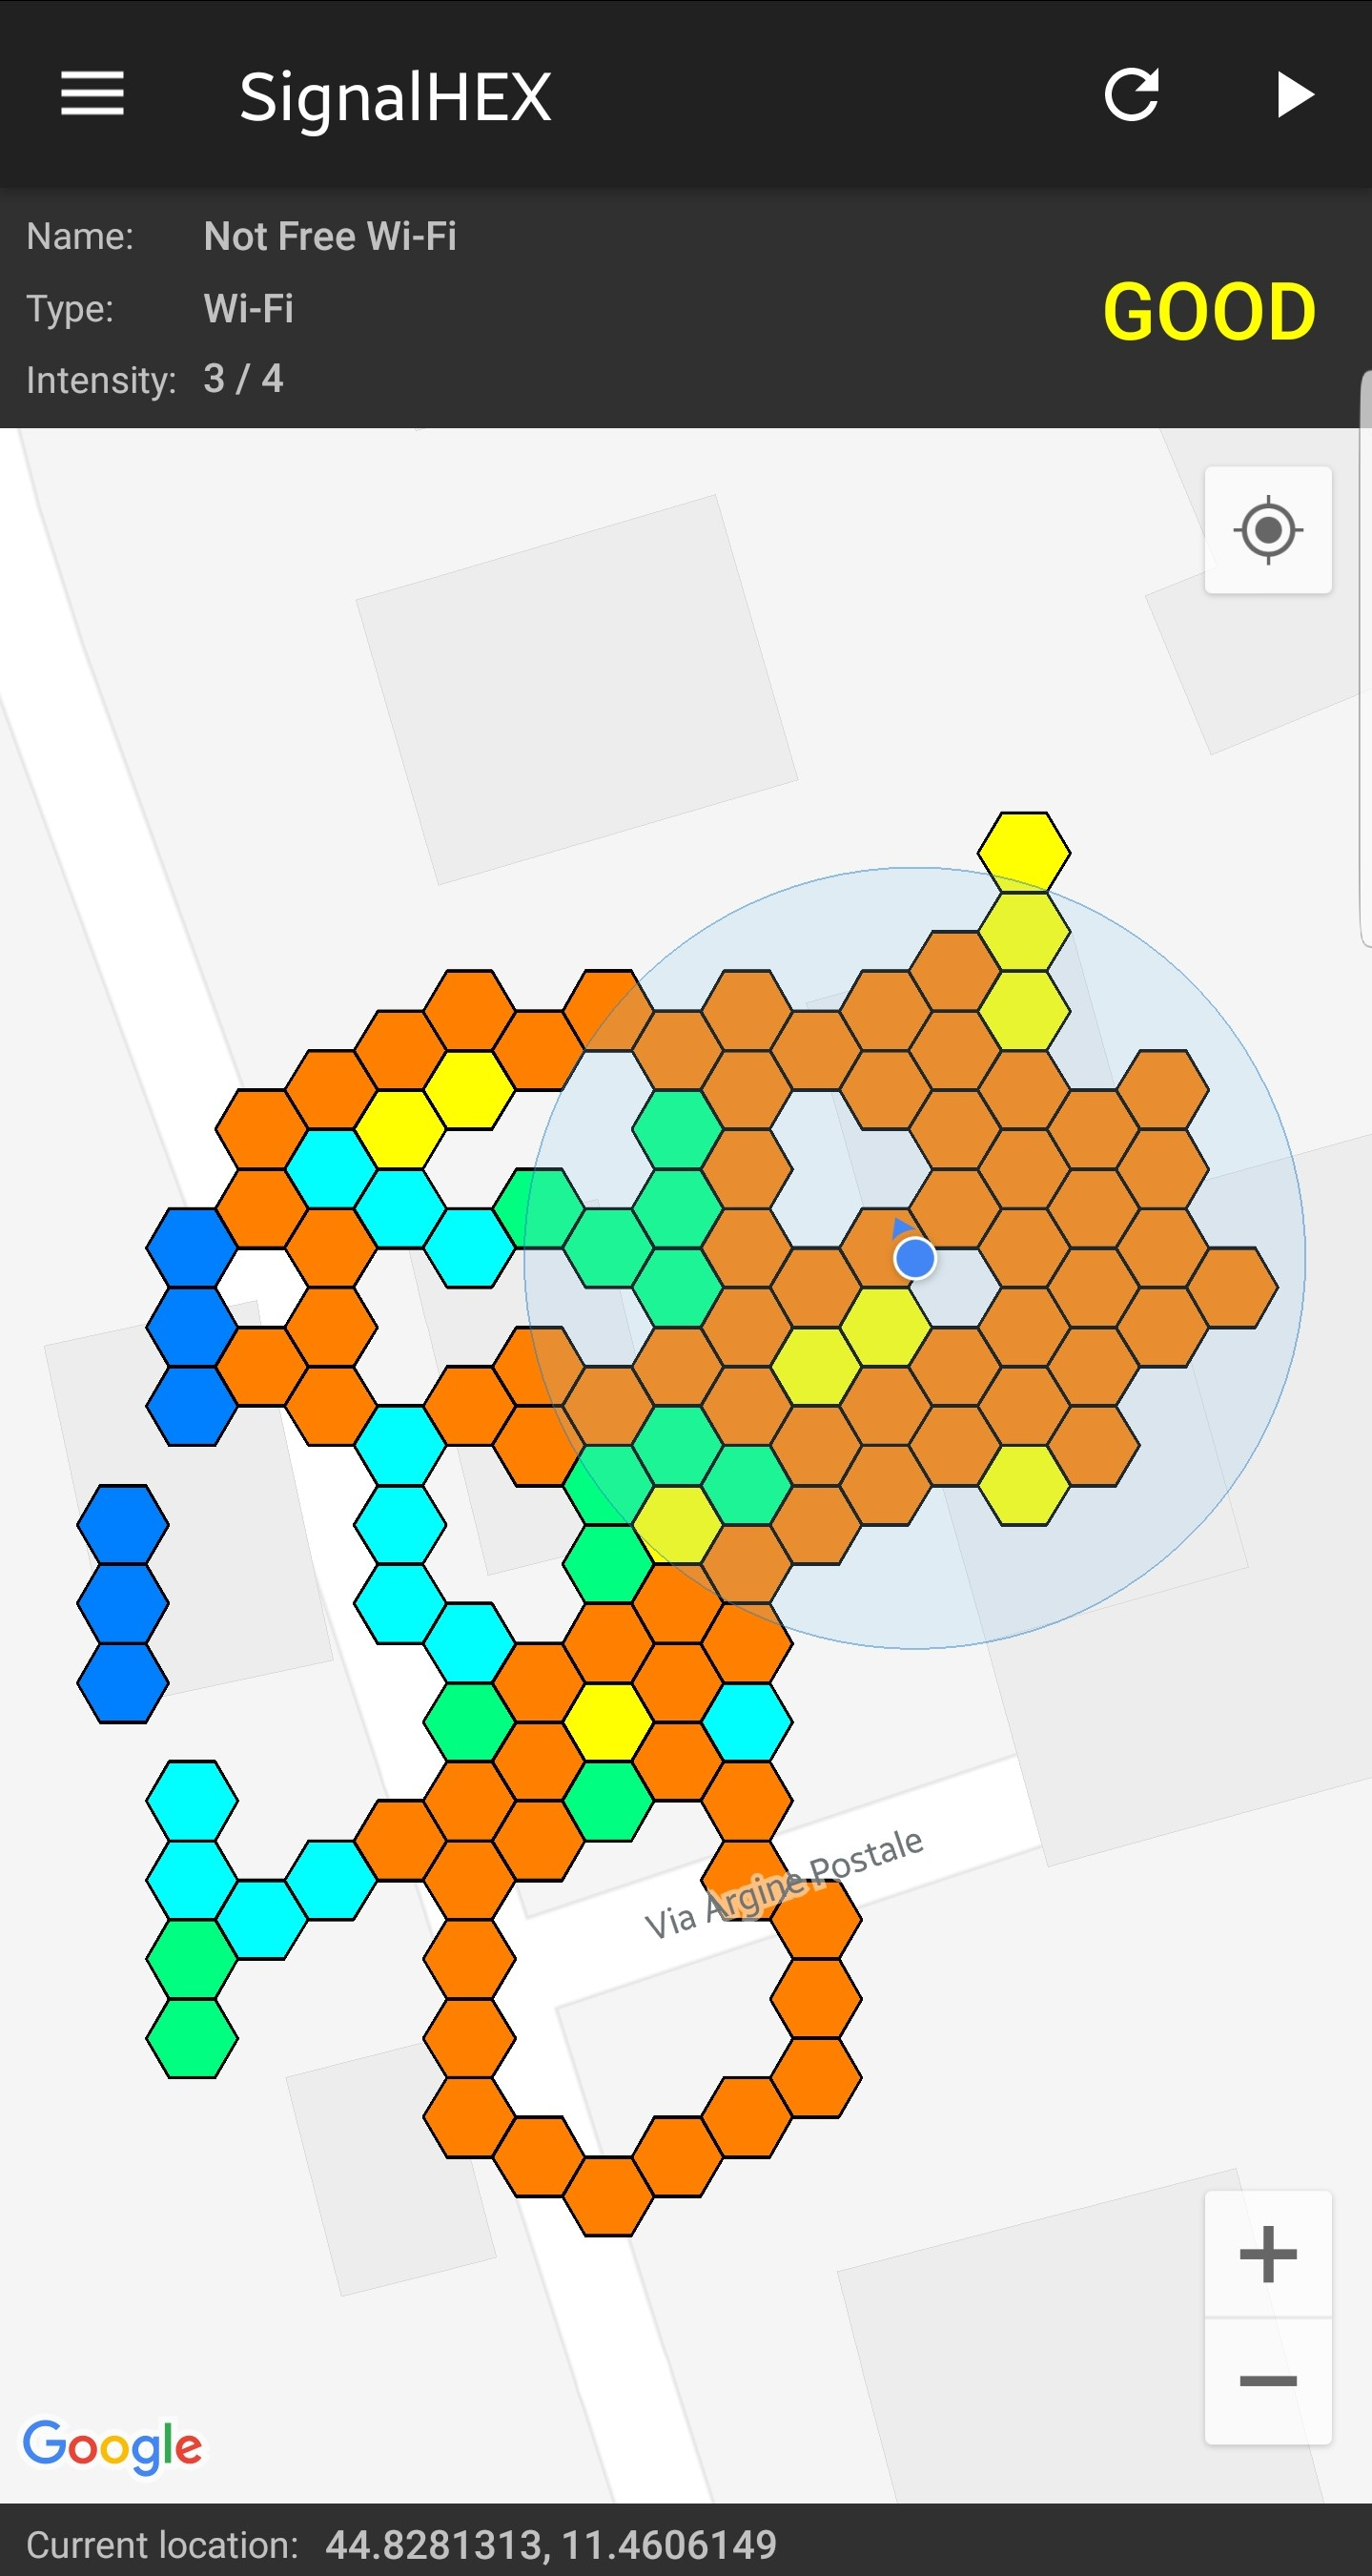 SignalHEX
Name: Not Free Wi-Fi
Type: Wi-Fi
GOOD
Intensity: 3 / 4
Via Argine Postale
Google
Current location: 44.8281313, 11.4606149